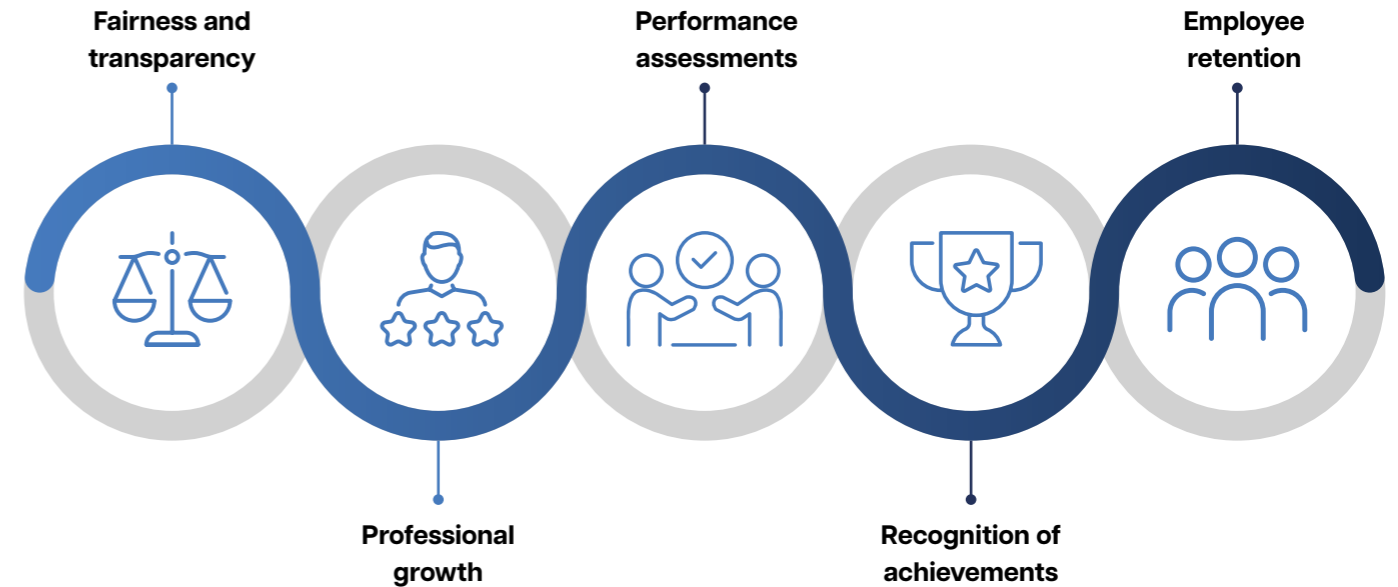 Fairness and
transparency
Professional
growth
Performance
assessments
Recognition of
achievements
Employee
retention